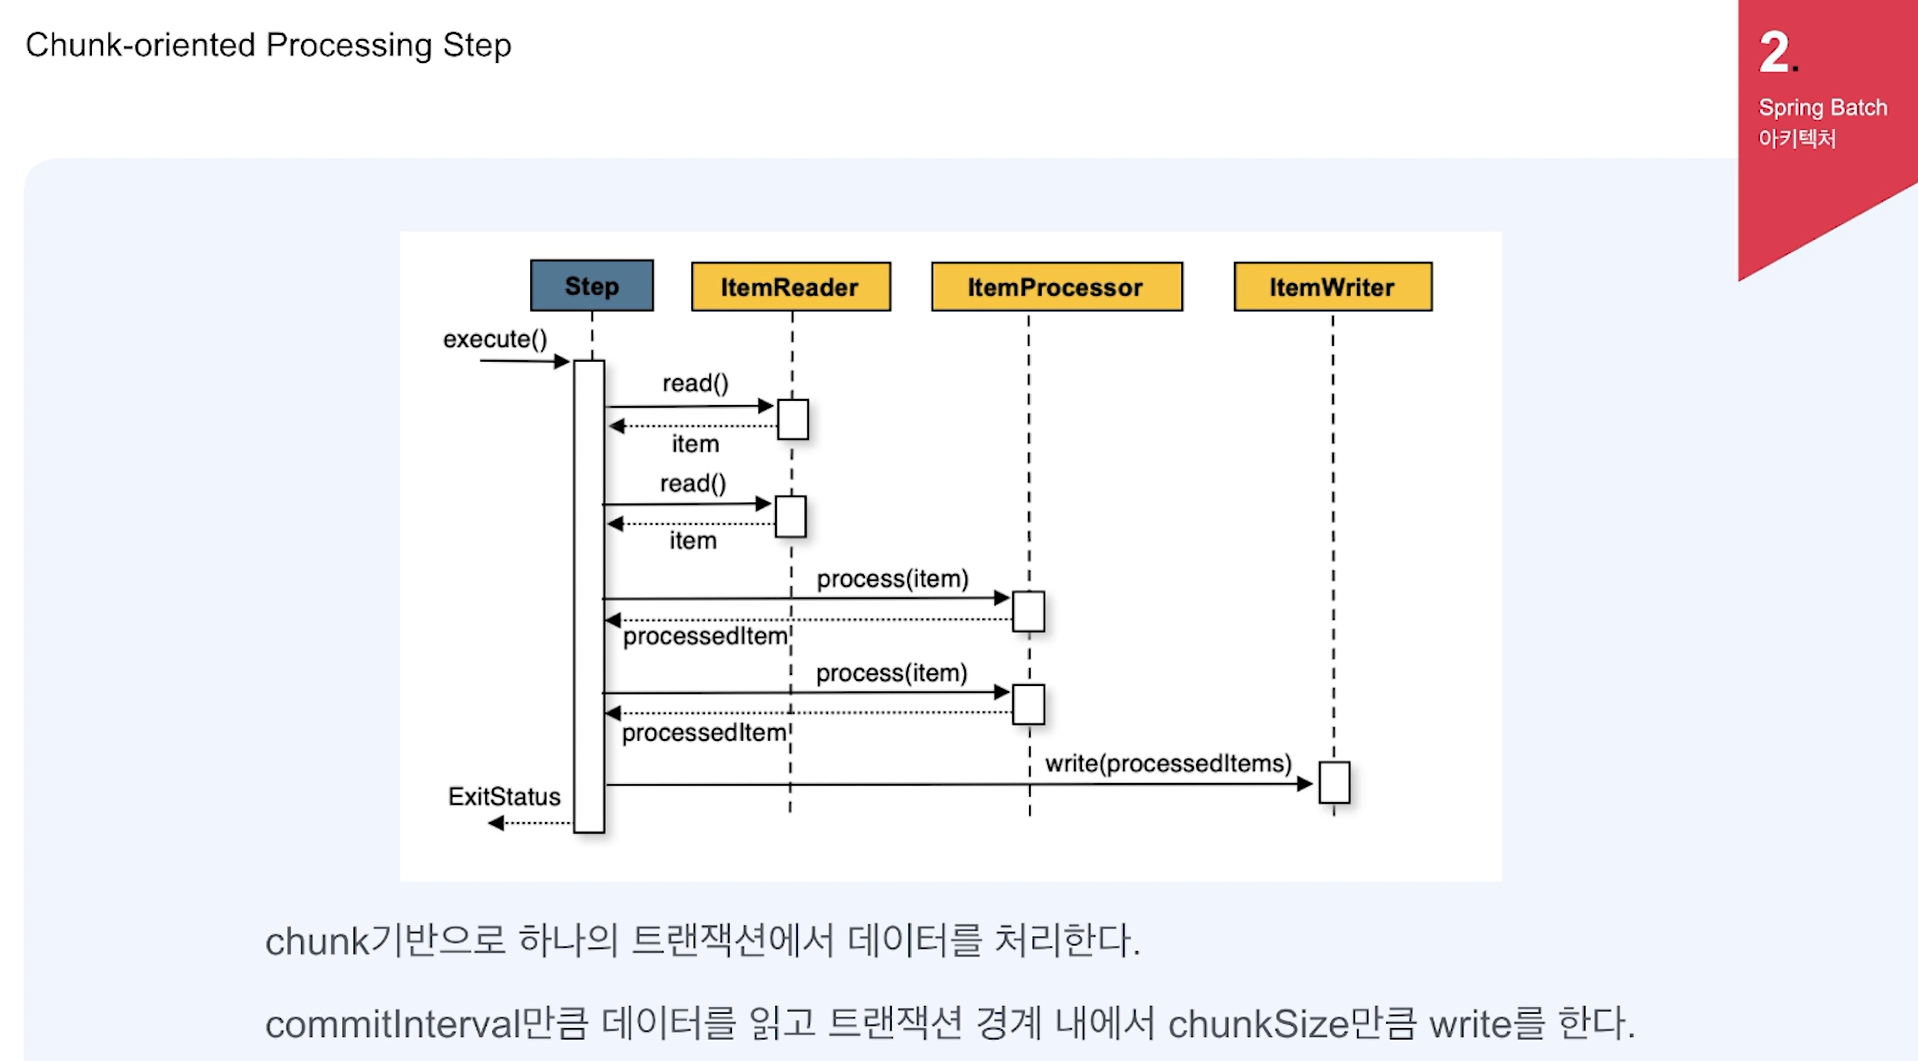 Chunk-oriented Processing Step
2.
Spring Batch
아키텍처
Step
ItemReader
ItemProcessor
ItemWriter
execute()
read()
item
read()
item
process(item)
processedItem
process(item)
processedItem
write(processedItems)
ExitStatus
chunk기반으로 하나의 트랜잭션에서 데이터를 처리한다.
commitInterval만큼 데이터를 읽고 트랜잭션 경계 내에서 chunkSize만큼 write를 한다.